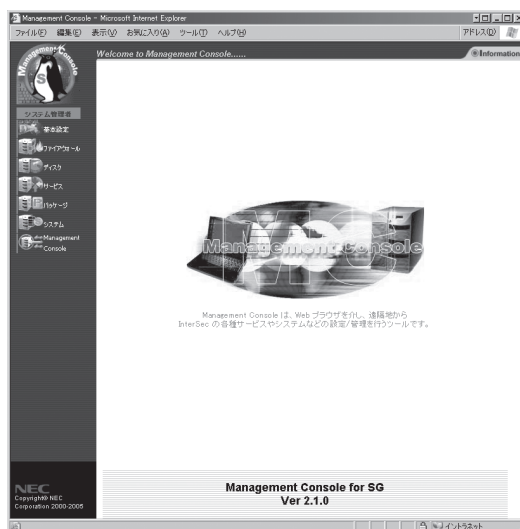 Management Console - Microsoft Internet Explorer
ファイル(F) 編集(E) 表示(V) お気に入り(A) ツール(T) ヘルプ(H)
アドレス(D)
Management Console
S
Welcome to Management Console......
Information
システム管理者
基本設定
ファイアウォール
ディスク
サービス
パッケージ
システム
Management Console
Management Console
Management Console は、Web ブラウザを介し、遠隔地から
InterSec の各種サービスやシステムなどの設定/管理を行うツールです。
NEC
Copyright© NEC
Corporation 2000-2005
Management Console for SG
Ver 2.1.0
イントラネット